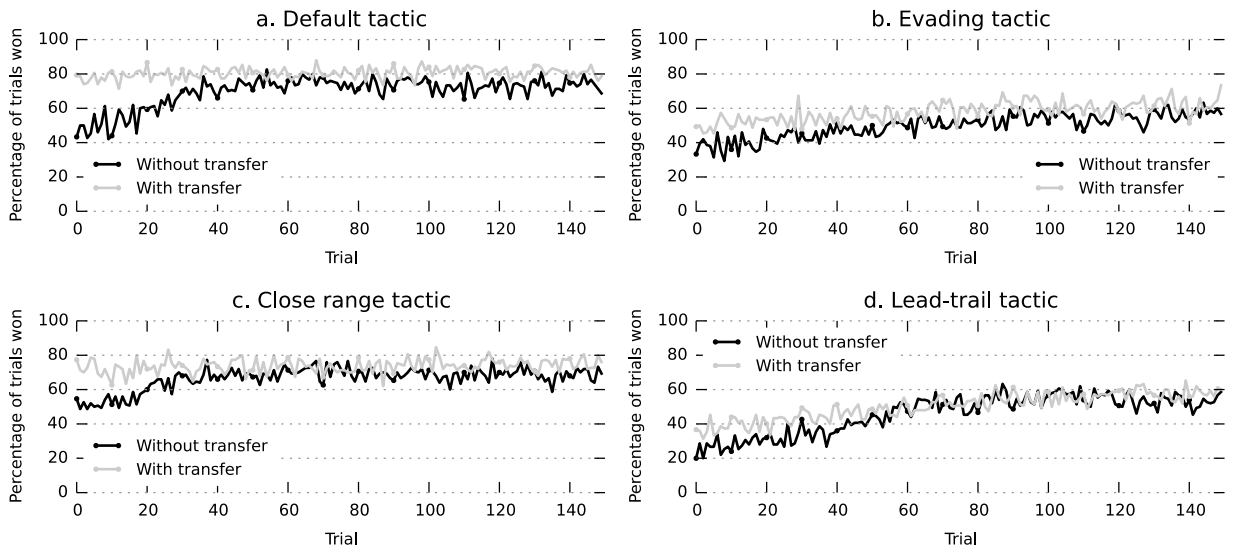 a. Default tactic
Percentage of trials won
100
80
60
40
20
0
Without transfer
With transfer
0 20 40 60 80 100 120 140
Trial
b. Evading tactic
Percentage of trials won
100
80
60
40
20
0
Without transfer
With transfer
0 20 40 60 80 100 120 140
Trial
c. Close range tactic
Percentage of trials won
100
80
60
40
20
0
Without transfer
With transfer
0 20 40 60 80 100 120 140
Trial
d. Lead-trail tactic
Percentage of trials won
100
80
60
40
20
0
Without transfer
With transfer
0 20 40 60 80 100 120 140
Trial